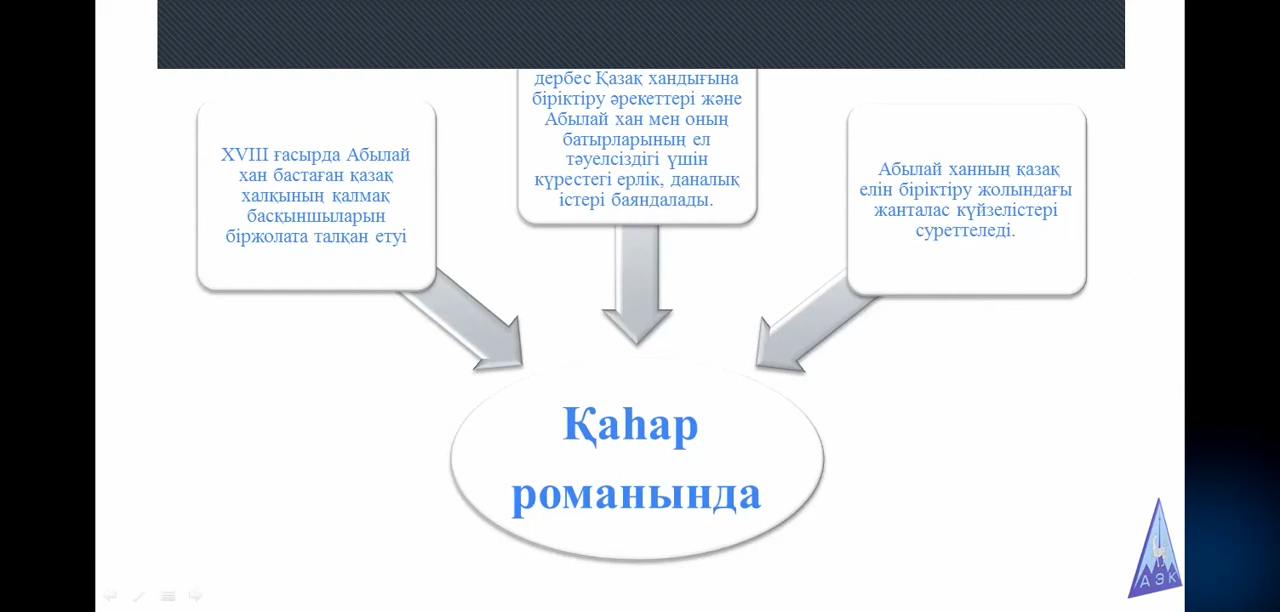 XVIII ғасырда Абылай
хан бастаған қазақ
халқының қалмақ
басқыншыларын
біржолата талқан етуі
дербес Қазақ хандығына
біріктіру әрекеттері және
Абылай хан мен оның
батырларының ел
тәуелсіздігі үшін
күрестегі ерлік, даналық
істері баяндалады.
Абылай ханның қазақ
елін біріктіру жолындағы
жанталас күйзелістері
суреттеледі.
Қаһар
романында
АЭК